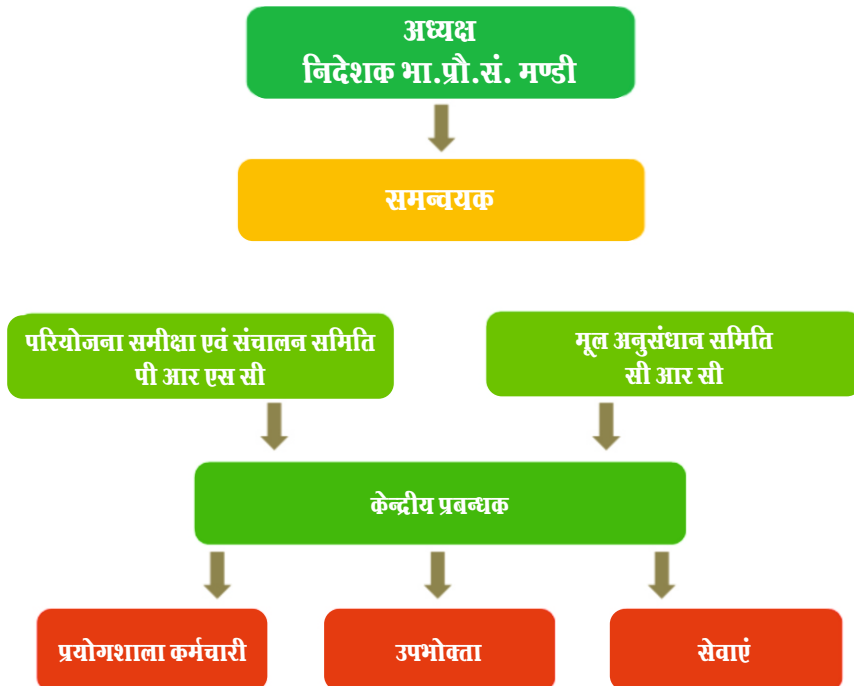 अध्यक्ष
निदेशक भा.प्रौ.सं. मण्डी
समन्वयक
परियोजना समीक्षा एवं संचालन समिति
पी आर एस सी
मूल अनुसंधान समिति
सी आर सी
केन्द्रीय प्रबन्धक
प्रयोगशाला कर्मचारी
उपभोक्ता
सेवाएं